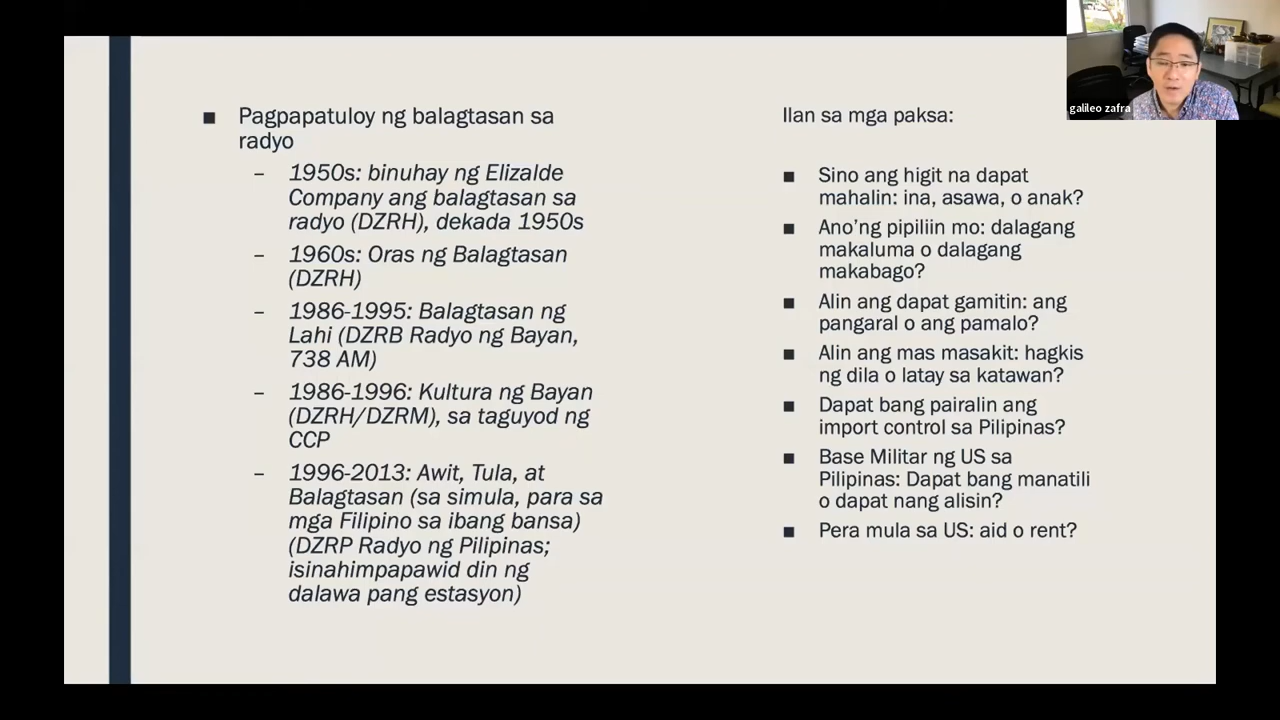 Pagpapatuloy ng balagtasan sa
radyo
– 1950s: binuhay ng Elizalde
Company ang balagtasan sa
radyo (DZRH), dekada 1950s
– 1960s: Oras ng Balagtasan
(DZRH)
– 1986-1995: Balagtasan ng
Lahi (DZRB Radyo ng Bayan,
738 AM)
– 1986-1996: Kultura ng Bayan
(DZRH/DZRM), sa taguyod ng
CCP
– 1996-2013: Awit, Tula, at
Balagtasan (sa simula, para sa
mga Filipino sa ibang bansa)
(DZRP Radyo ng Pilipinas;
isinahimpapawid din ng
dalawa pang estasyon)
Ilan sa mga paksa:
Sino ang higit na dapat
mahalin: ina, asawa, o anak?
Ano’ng pipiliin mo: dalagang
makaluma o dalagang
makabago?
Alin ang dapat gamitin: ang
pangaral o ang pamalo?
Alin ang mas masakit: hagkis
ng dila o latay sa katawan?
Dapat bang pairalin ang
import control sa Pilipinas?
Base Militar ng US sa
Pilipinas: Dapat bang manatili
o dapat nang alisin?
Pera mula sa US: aid o rent?
galileo zafra